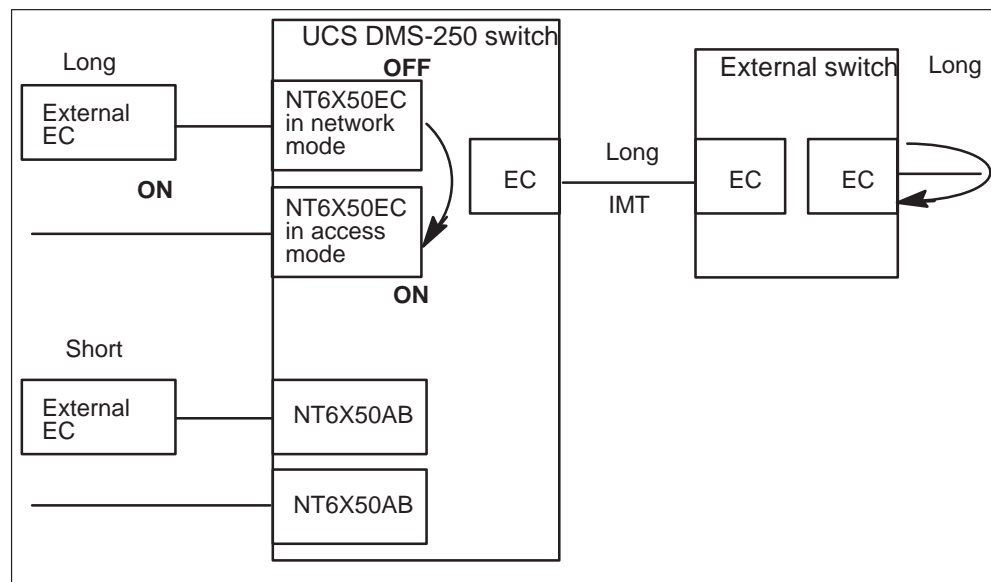 UCS DMS-250 switch
Long
OFF
External switch
Long
External
EC
NT6X50EC
in network
mode
Long
EC
EC
EC
ON
IMT
NT6X50EC
in access
mode
ON
Short
External
EC
NT6X50AB
NT6X50AB